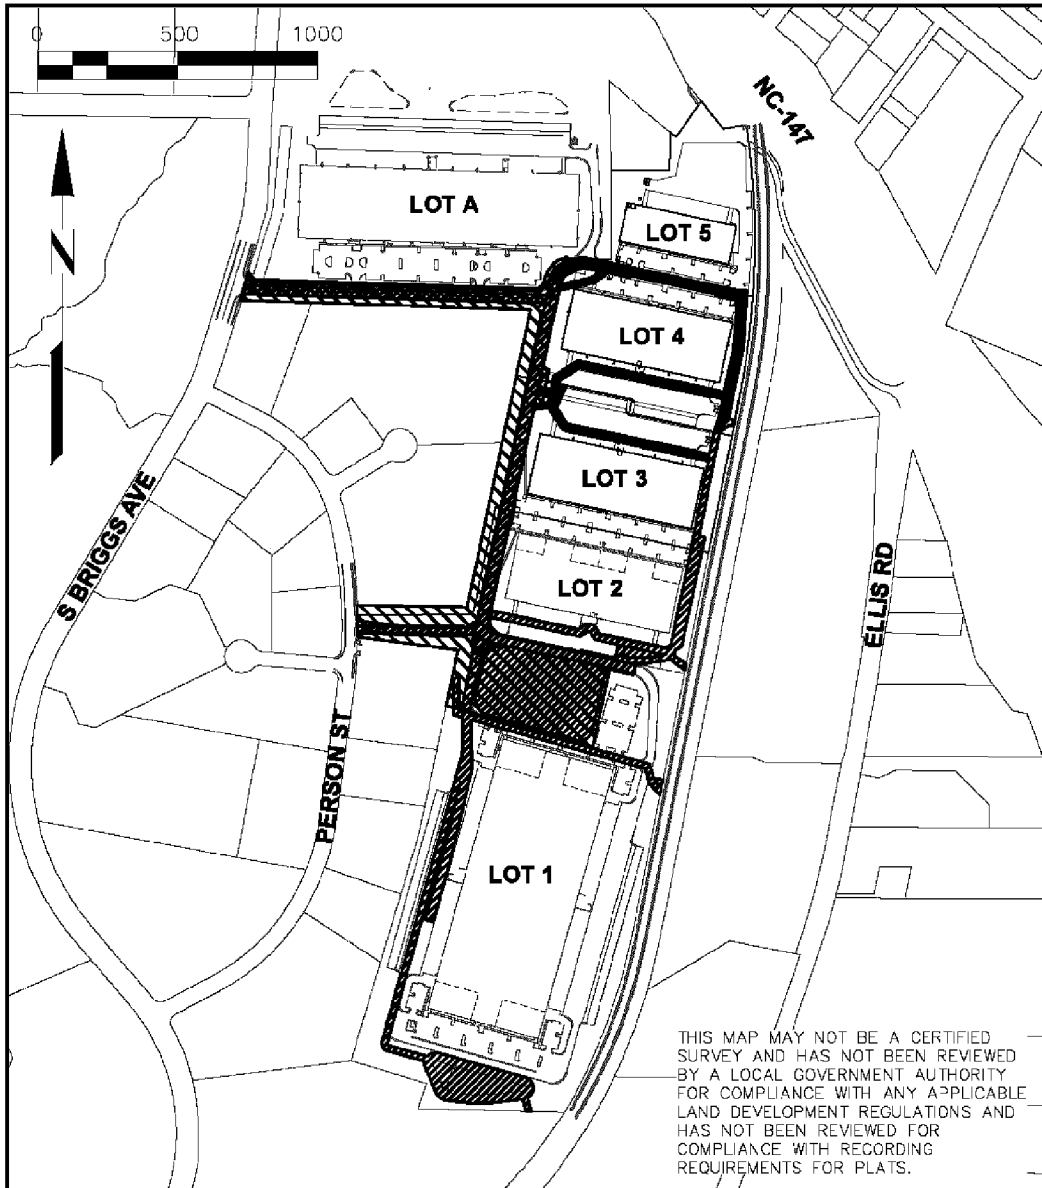 0 500 1000
NC-147
LOT A
LOT 5
N
LOT 4
LOT 3
S BRIGGS AVE
LOT 2
ELLIS RD
PERSON ST
LOT 1
THIS MAP MAY NOT BE A CERTIFIED
SURVEY AND HAS NOT BEEN REVIEWED
BY A LOCAL GOVERNMENT AUTHORITY
FOR COMPLIANCE WITH ANY APPLICABLE
LAND DEVELOPMENT REGULATIONS AND
HAS NOT BEEN REVIEWED FOR
COMPLIANCE WITH RECORDING
REQUIREMENTS FOR PLATS.